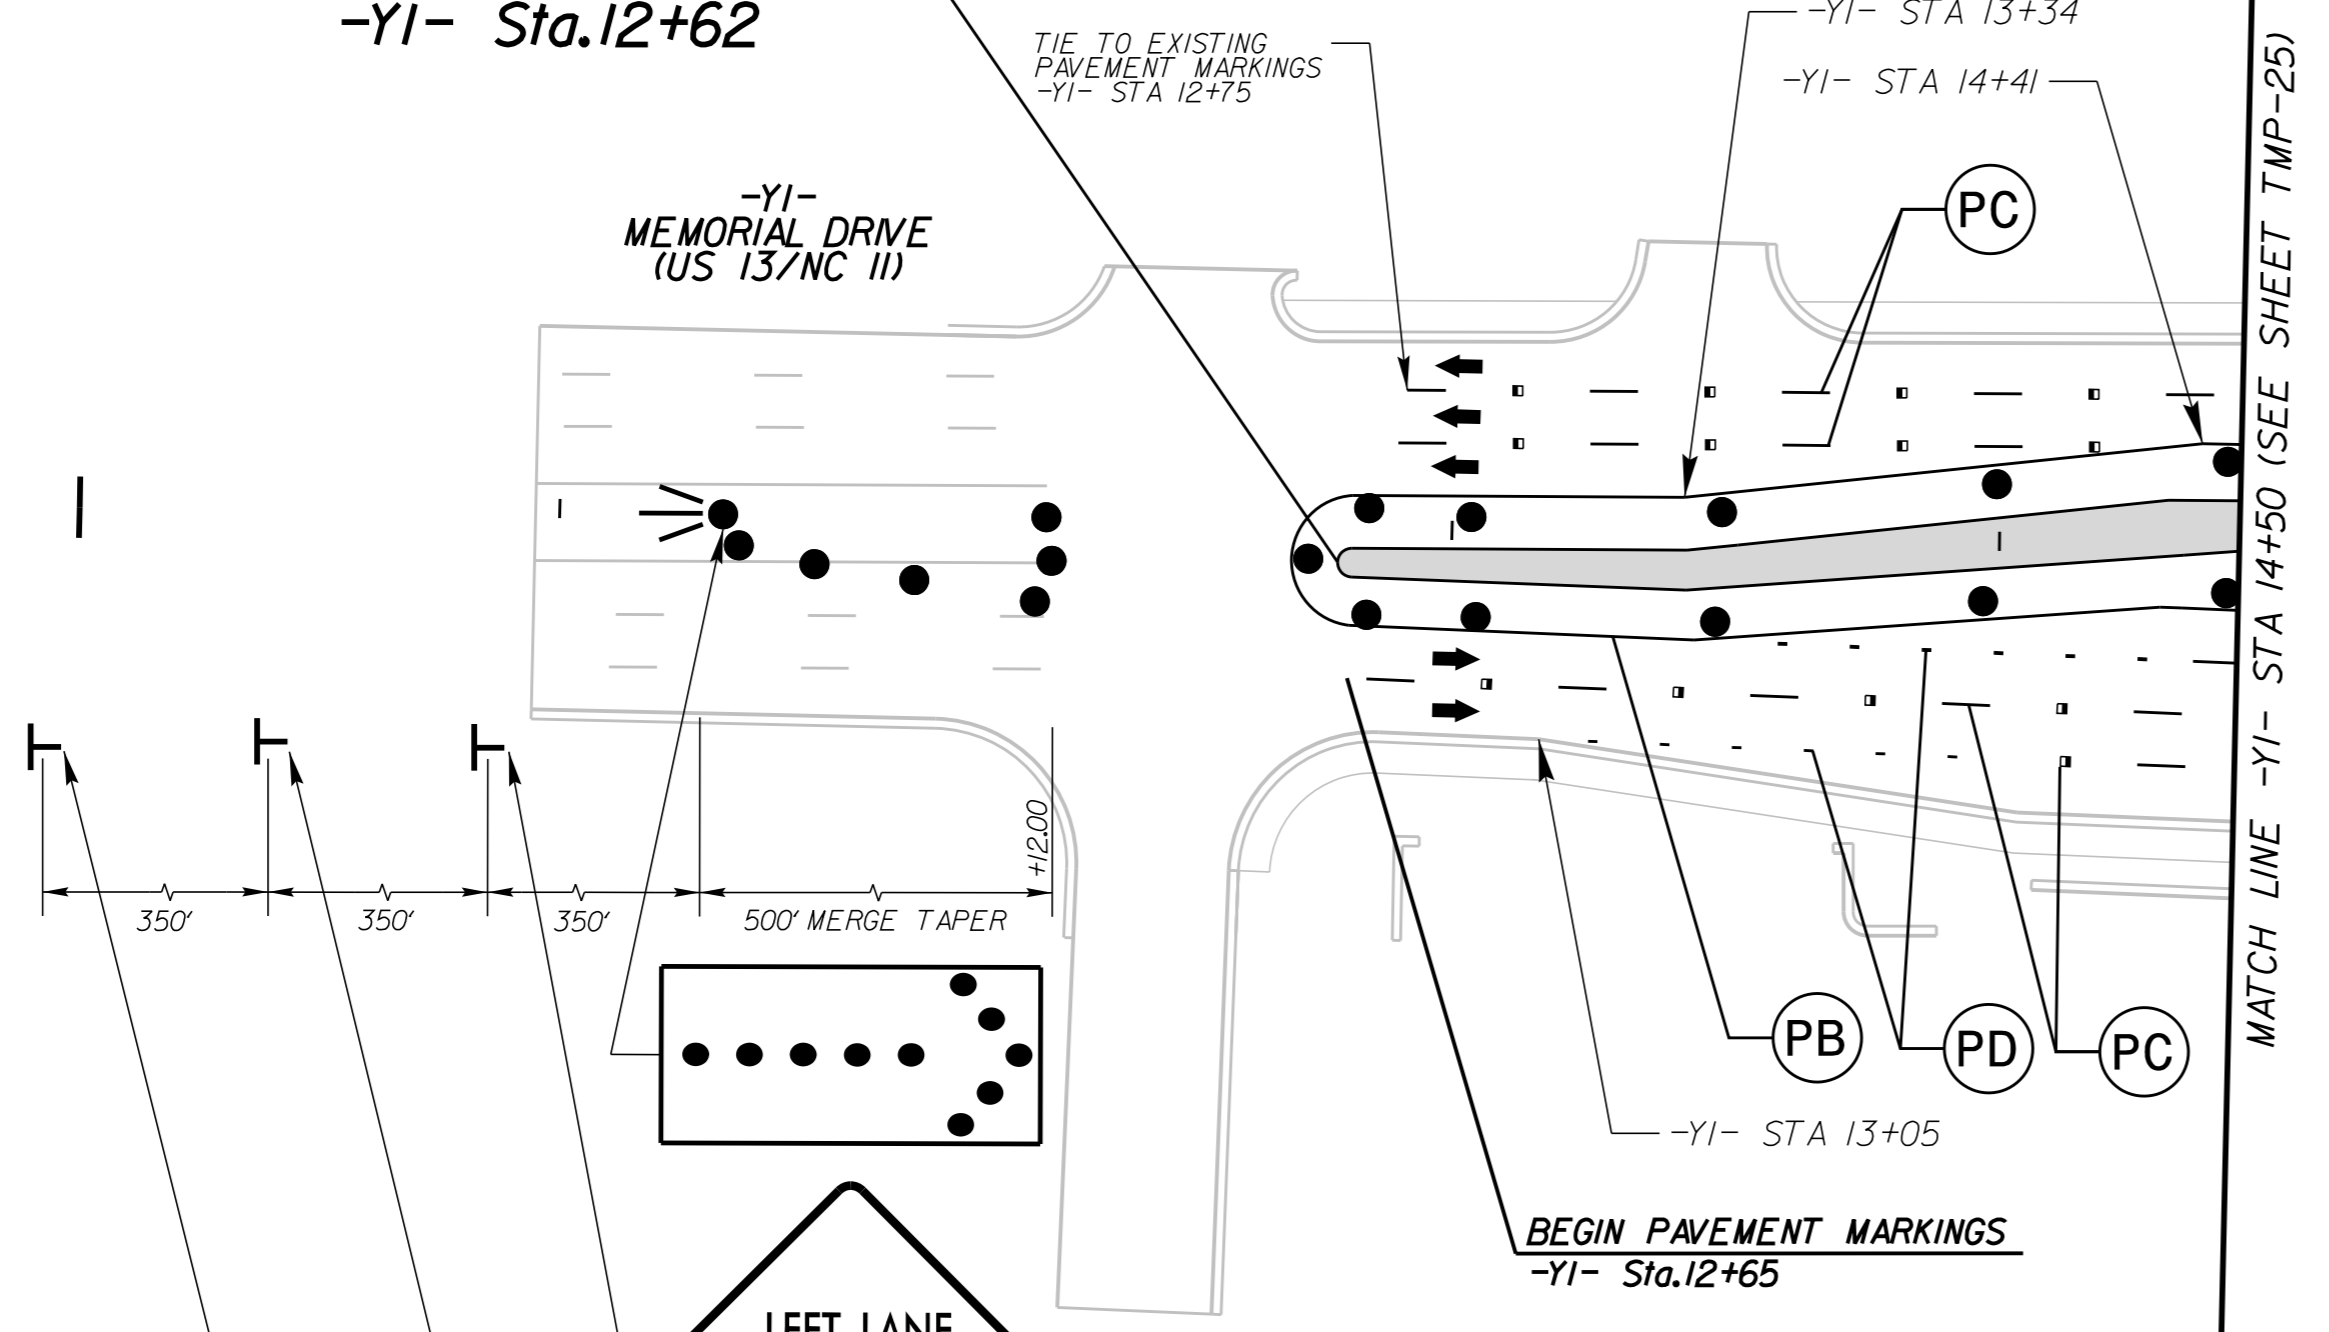 -Y1- Sta.12+62
TIE TO EXISTING
PAVEMENT MARKINGS
-Y1- STA 12+75
-Y1- STA 13+34
-Y1- STA 14+41
PC
-Y1-
MEMORIAL DRIVE
(US 13/NC 11)
MATCH LINE -Y1- STA 14+50 (SEE SHEET TMP-25)
+12.00
350'
350'
350'
500' MERGE TAPER
PB
PD
PC
-Y1- STA 13+05
BEGIN PAVEMENT MARKINGS
-Y1- Sta.12+65
LEFT LANE